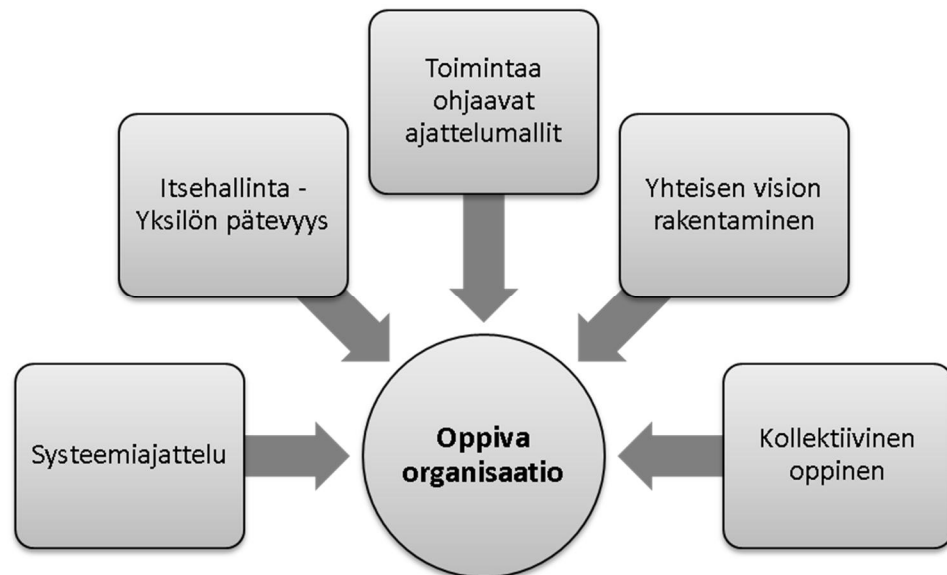 Toimintaa
ohjaavat
ajattelumallit
Itsehallinta -
Yksilön pätevyys
Yhteisen vision
rakentaminen
Systeemiajattelu
Oppiva
organisaatio
Kollektiivinen
oppinen